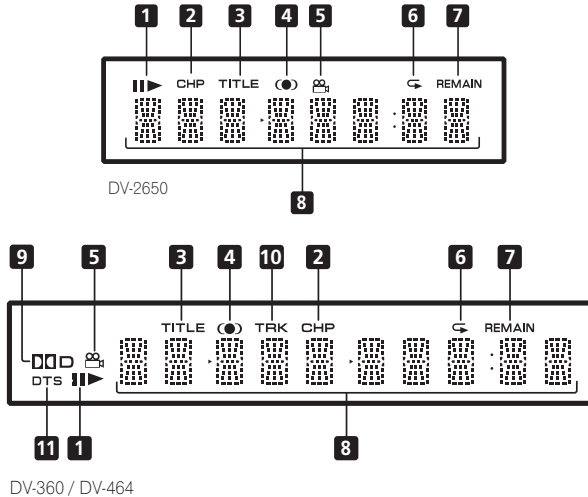 1 2 3 4 5 6 7
CHP TITLE REMAIN
8
DV-2650
9 5 3 4 10 2 6 7
TITLE TRK CHP REMAIN
D
DTS
11 1 8
DV-360 / DV-464